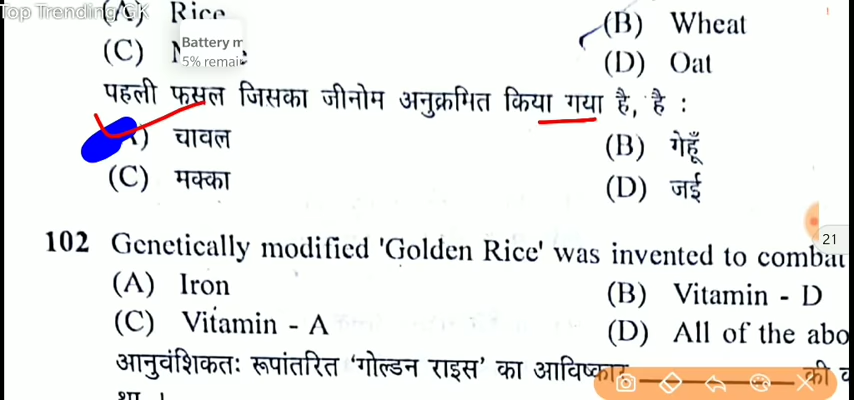 Top Trending GK
(A) Rice
(B) Wheat
(C)
(D) Oat
Battery
5%
पहली फसल जिसका जीनोम अनुक्रमित किया गया है, है :
चावल
(B) गेहूँ
(C) मक्का
(D) जई
21
102 Genetically modified 'Golden Rice' was invented to combat
(A) Iron
(B) Vitamin - D
(C) Vitamin - A
(D) All of the
आनुवंशिकतः रूपांतरित ‘गोल्डन राइस’ का आविष्कार की